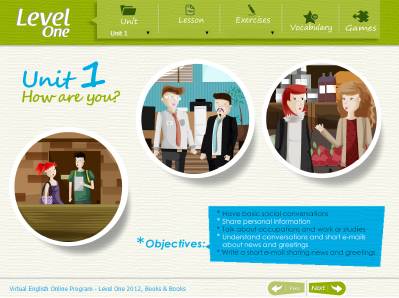 Level
One
Unit
Lesson
Exercises
Vocabulary
Games
Unit 1
Unit 1
How are you?
*Objectives:
* Have basic social conversations
* Share personal information
* Talk about occupations and work or studies
* Understand conversations and short e-mails
about news and greetings
* Write a short e-mail sharing news and greetings
Virtual English Online Program - Level One 2012, Books & Books
Prev
Next